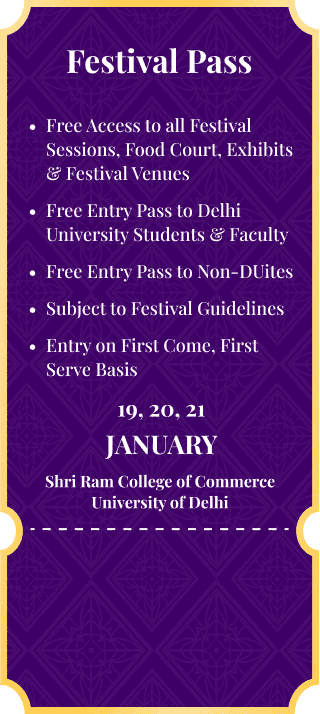 Festival Pass
• Free Access to all Festival
Sessions, Food Court, Exhibits
& Festival Venues
• Free Entry Pass to Delhi
University Students & Faculty
• Free Entry Pass to Non-DUites
• Subject to Festival Guidelines
• Entry on First Come, First
Serve Basis
19, 20, 21
JANUARY
Shri Ram College of Commerce
University of Delhi